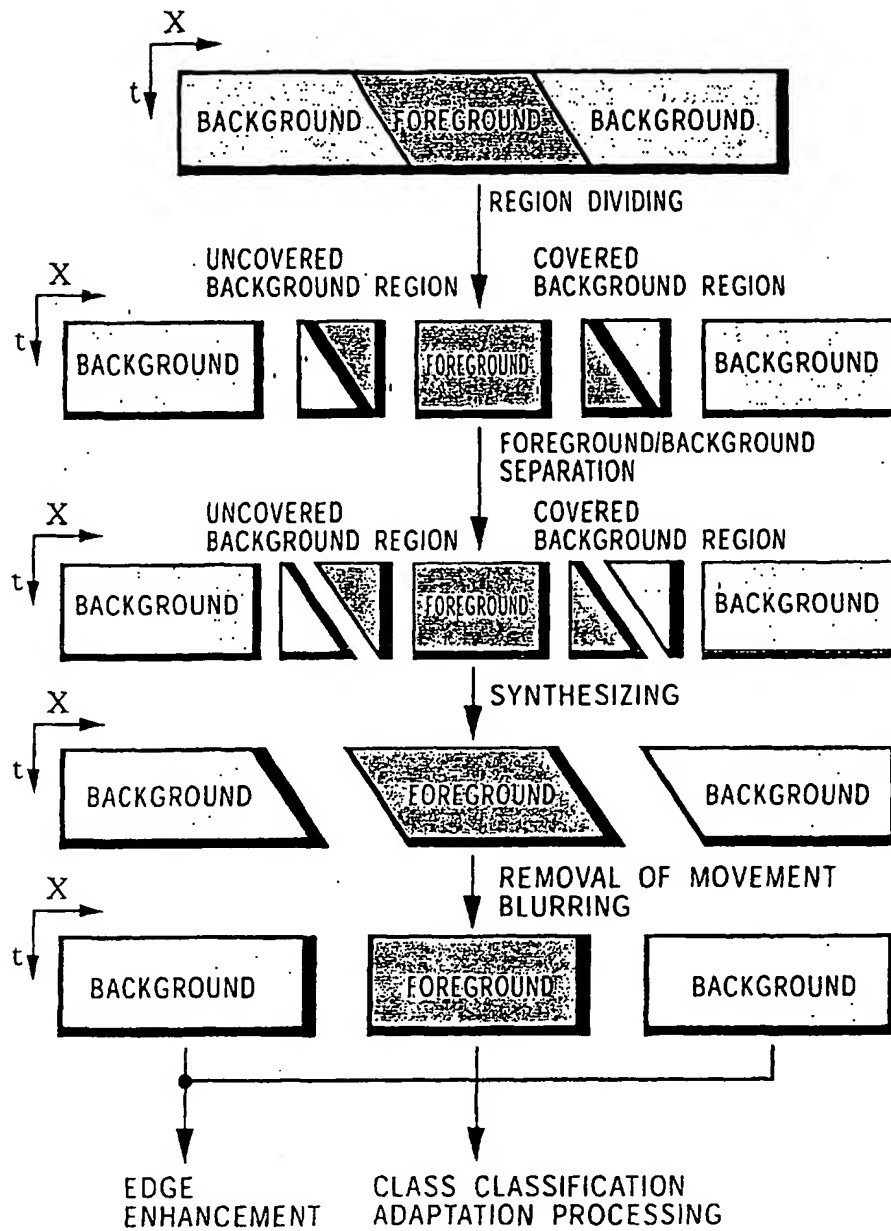 X
t
BACKGROUND FOREGROUND BACKGROUND
REGION DIVIDING
UNCOVERED BACKGROUND REGION
COVERED BACKGROUND REGION
X
t
BACKGROUND FOREGROUND BACKGROUND
FOREGROUND/BACKGROUND
SEPARATION
UNCOVERED BACKGROUND REGION
COVERED BACKGROUND REGION
X
t
BACKGROUND FOREGROUND BACKGROUND
SYNTHESIZING
X
t
BACKGROUND FOREGROUND BACKGROUND
REMOVAL OF MOVEMENT
BLURRING
X
t
BACKGROUND FOREGROUND BACKGROUND
EDGE
ENHANCEMENT
CLASS CLASSIFICATION
ADAPTATION PROCESSING